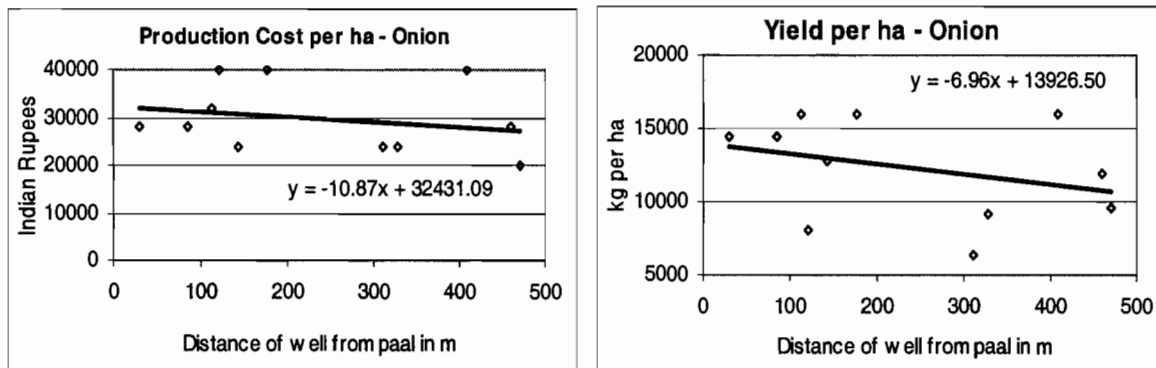 Production Cost per ha - Onion
Indian Rupees
40000
30000
20000
10000
0
y = -10.87x + 32431.09
0 100 200 300 400 500
Distance of well from paal in m
Yield per ha - Onion
kg per ha
20000
15000
10000
5000
y = -6.96x + 13926.50
0 100 200 300 400 500
Distance of well from paal in m